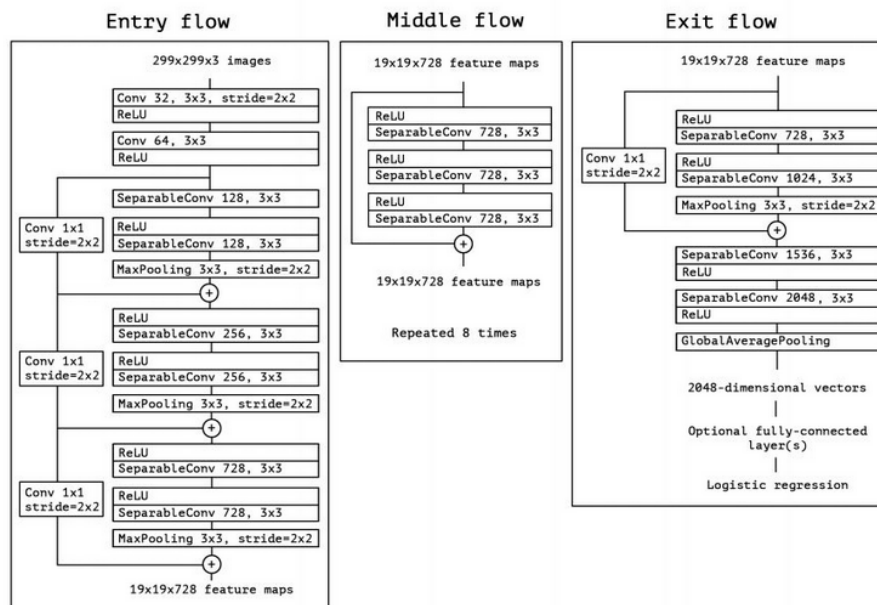 Entry flow
299x299x3 images
Conv 32, 3x3, stride=2x2
ReLU
Conv 64, 3x3
ReLU
SeparableConv 128, 3x3
Conv 1x1
stride=2x2
ReLU
SeparableConv 128, 3x3
MaxPooling 3x3, stride=2x2
+
ReLU
SeparableConv 256, 3x3
Conv 1x1
stride=2x2
ReLU
SeparableConv 256, 3x3
MaxPooling 3x3, stride=2x2
+
ReLU
SeparableConv 728, 3x3
Conv 1x1
stride=2x2
ReLU
SeparableConv 728, 3x3
MaxPooling 3x3, stride=2x2
+
19x19x728 feature maps
Middle flow
19x19x728 feature maps
ReLU
SeparableConv 728, 3x3
ReLU
SeparableConv 728, 3x3
ReLU
SeparableConv 728, 3x3
+
19x19x728 feature maps
Repeated 8 times
Exit flow
19x19x728 feature maps
ReLU
SeparableConv 728, 3x3
Conv 1x1
stride=2x2
ReLU
SeparableConv 1024, 3x3
MaxPooling 3x3, stride=2x2
+
SeparableConv 1536, 3x3
ReLU
SeparableConv 2048, 3x3
ReLU
GlobalAveragePooling
2048-dimensional vectors
Optional fully-connected
layer(s)
Logistic regression